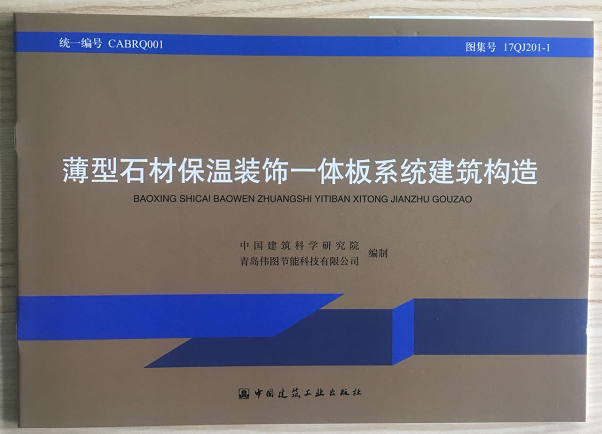 统一编号 CABRQ001
图集号 17QJ201-1
薄型石材保温装饰一体板系统建筑构造
BAOXING SHICAI BAOWEN ZHUANGSHI YITIBAN XITONG JIANZHU GOUZAO
中国建筑科学研究院
青岛伟图节能科技有限公司
编制
中国建筑工业出版社